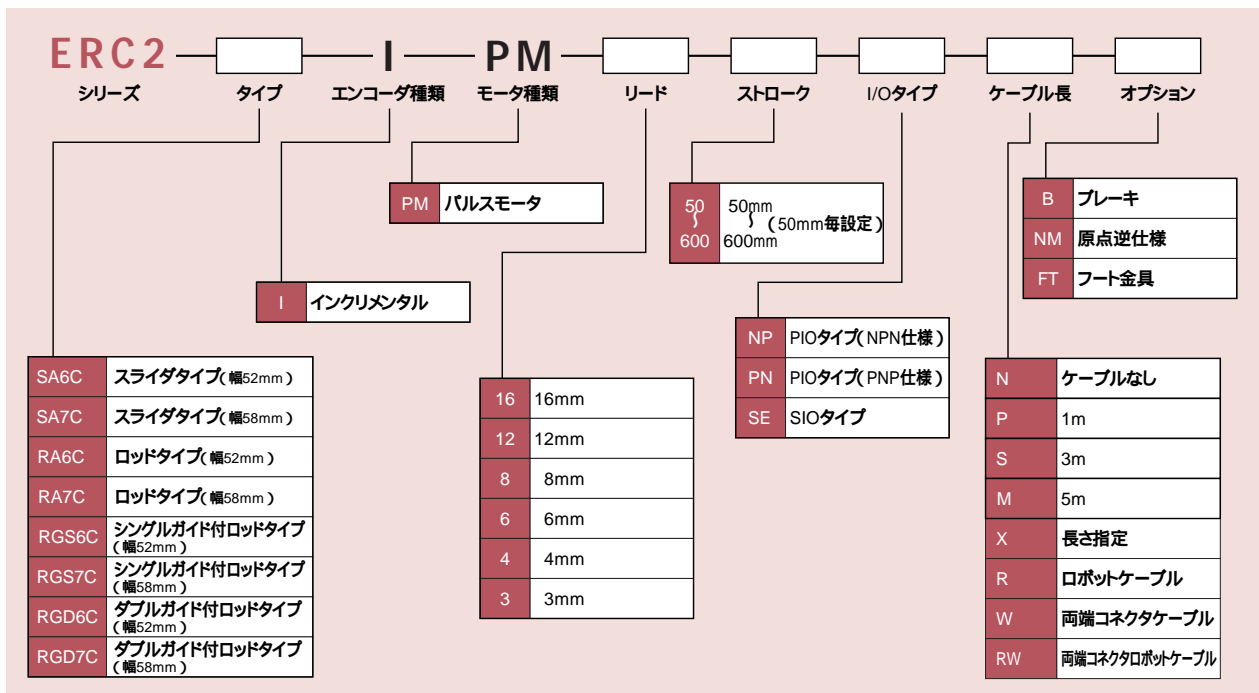 ERC2 I PM
シリーズ タイプ エンコーダ種類 モータ種類 リード ストローク I/Oタイプ ケーブル長 オプション
PM パルスモータ
I インクリメンタル
SA6C スライダタイプ(幅52mm)
SA7C スライダタイプ(幅58mm)
RA6C ロッドタイプ(幅52mm)
RA7C ロッドタイプ(幅58mm)
RGS6C シングルガイド付ロッドタイプ
(幅52mm)
RGS7C シングルガイド付ロッドタイプ
(幅58mm)
RGD6C ダブルガイド付ロッドタイプ
(幅52mm)
RGD7C ダブルガイド付ロッドタイプ
(幅58mm)
16 16mm
12 12mm
8 8mm
6 6mm
4 4mm
3 3mm
50 50mm
〜 〜 (50mm毎設定)
600 600mm
NP PIOタイプ(NPN仕様)
PN PIOタイプ(PNP仕様)
SE SIOタイプ
B ブレーキ
NM 原点逆仕様
FT フート金具
N ケーブルなし
P 1m
S 3m
M 5m
X 長さ指定
R ロボットケーブル
W 両端コネクタケーブル
RW 両端コネクタロボットケーブル